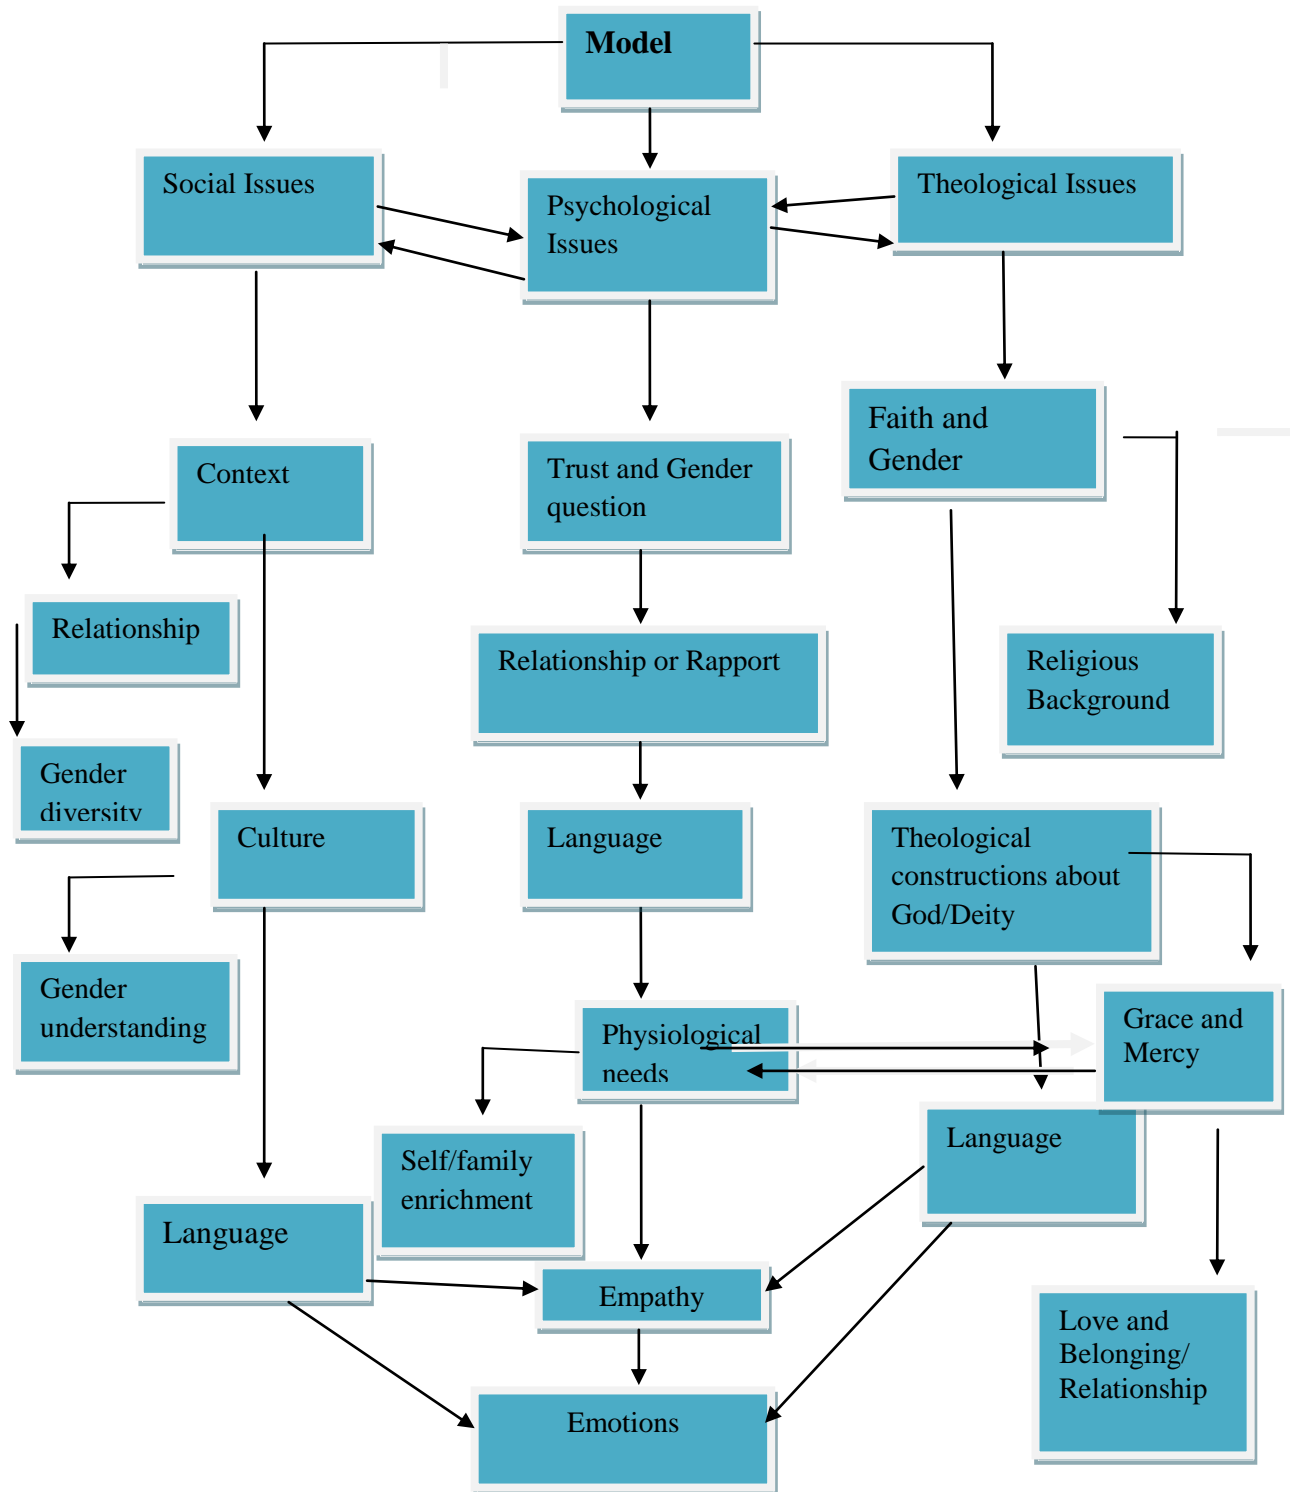 Model
Social Issues
Psychological
Issues
Theological Issues
Context
Trust and Gender
question
Faith and
Gender
Relationship
Relationship or Rapport
Religious
Background
Gender
diversity
Culture
Language
Theological
constructions about
God/Deity
Gender
understanding
Physiological
needs
Grace and
Mercy
Self/family
enrichment
Language
Language
Empathy
Love and
Belonging/
Relationship
Emotions